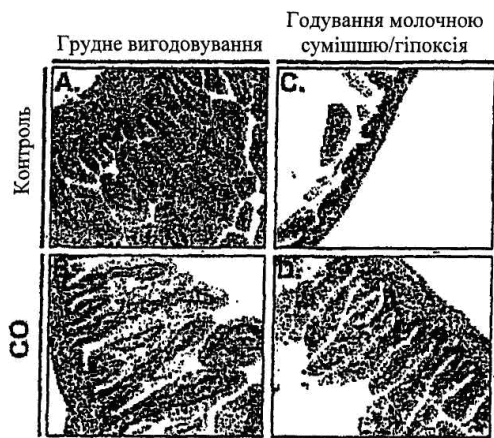 Грудне вигодовування
Годування молочною
сумішшю/гіпоксія
Контроль
A.
C.
CO
B.
D.